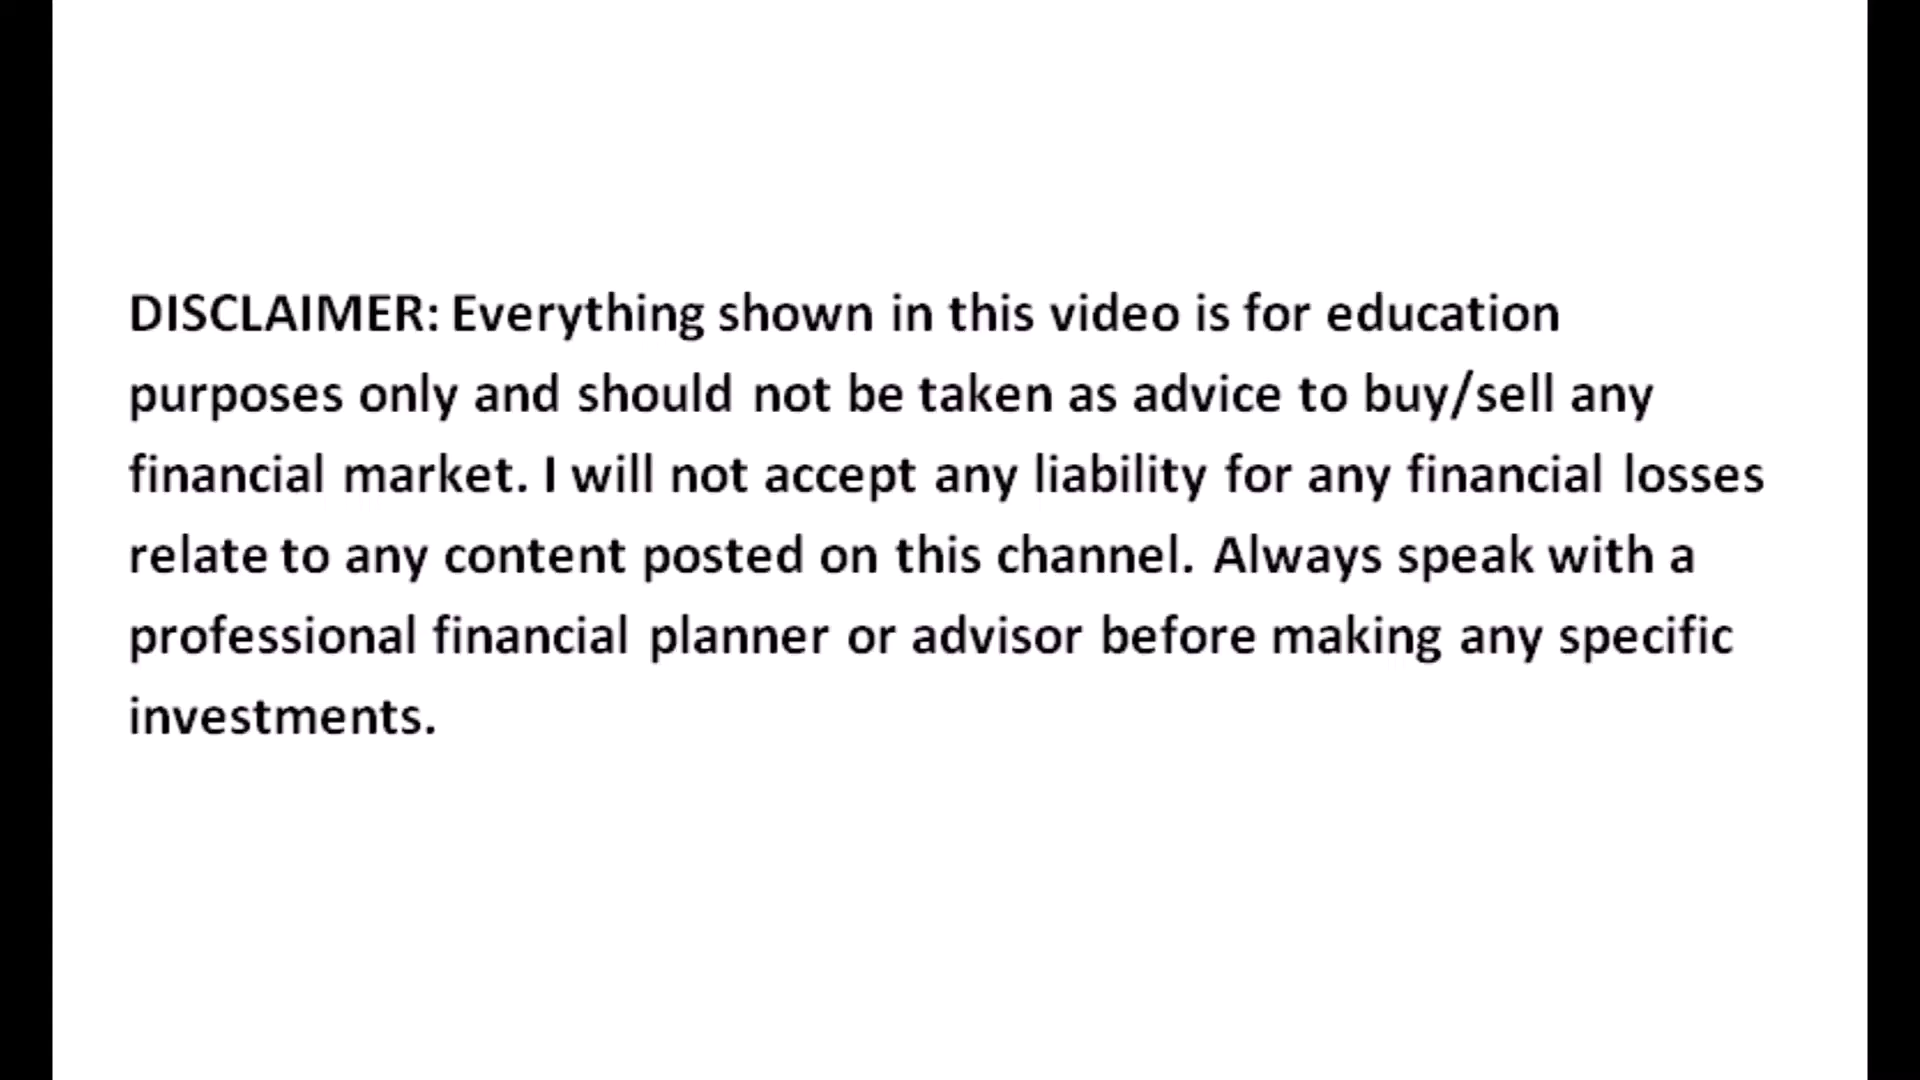 DISCLAIMER: Everything shown in this video is for education
purposes only and should not be taken as advice to buy/sell any
financial market. I will not accept any liability for any financial losses
relate to any content posted on this channel. Always speak with a
professional financial planner or advisor before making any specific
investments.